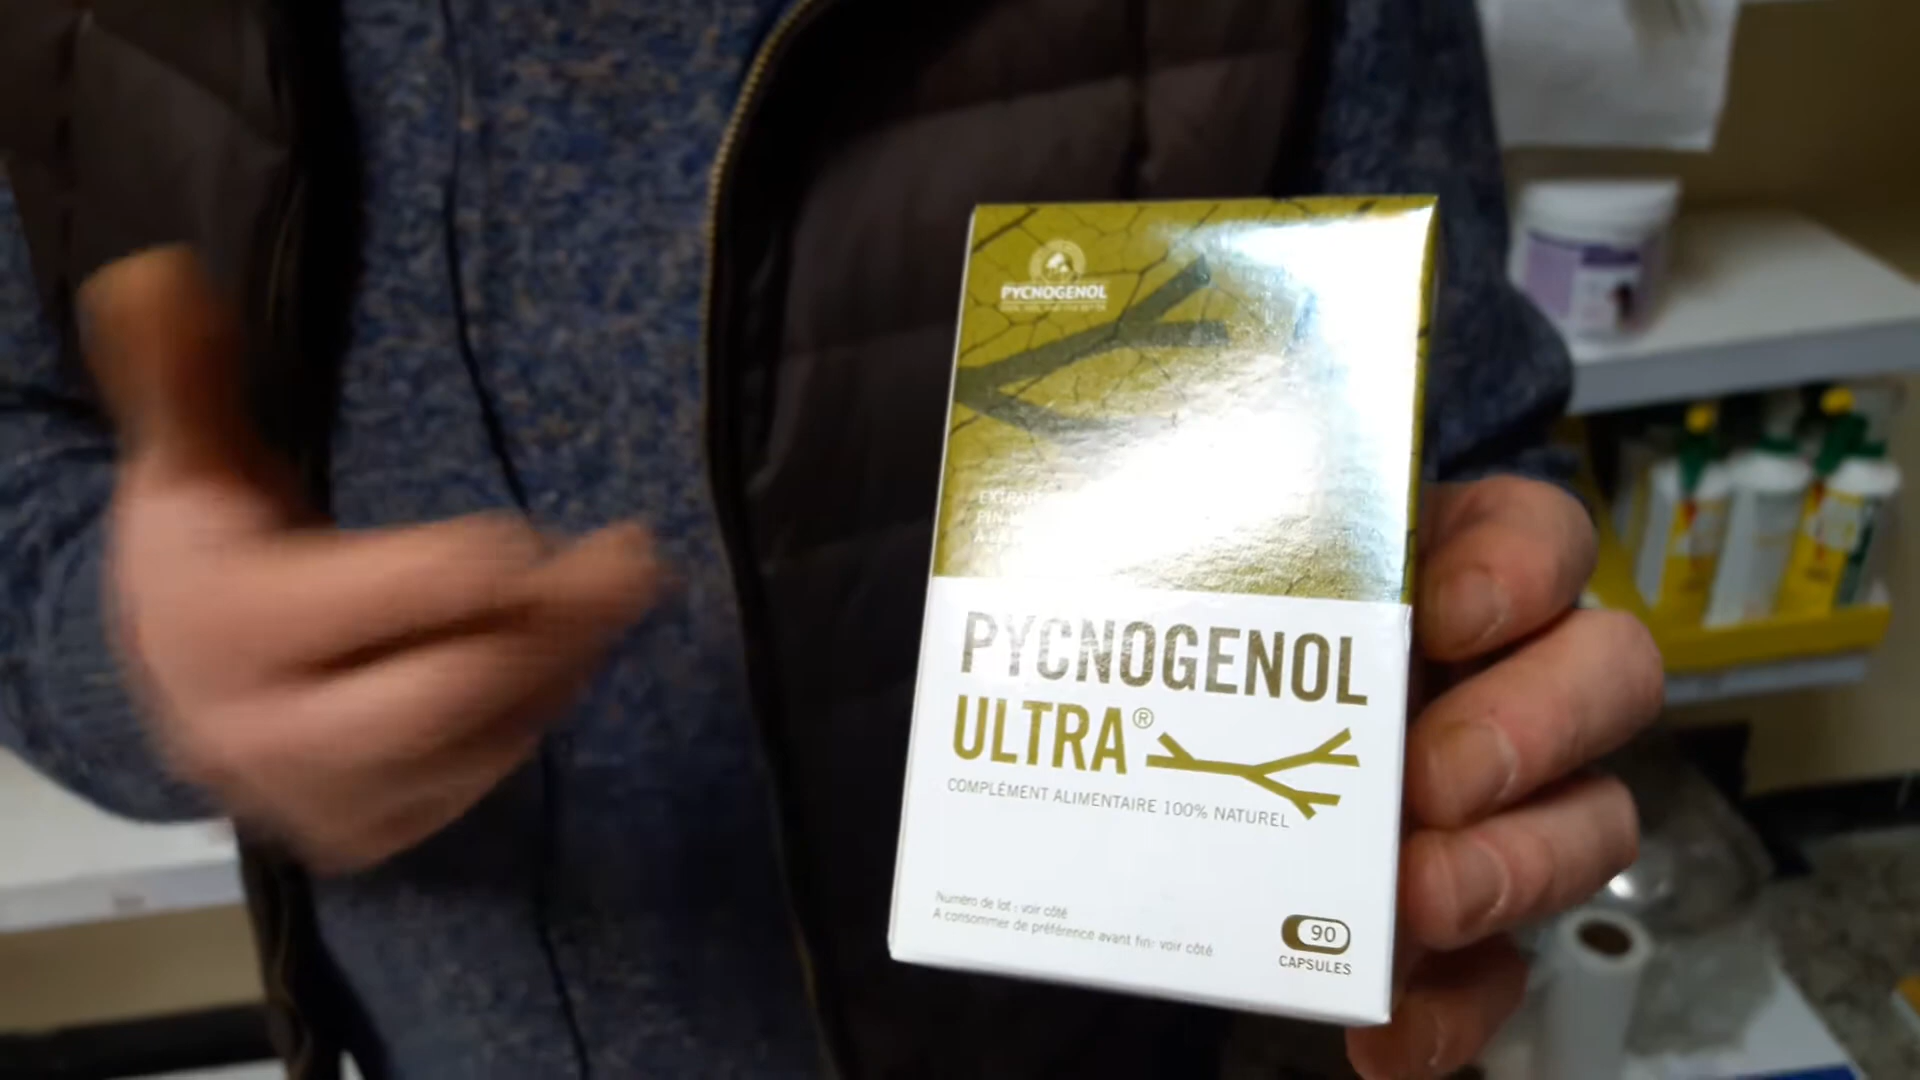 PYCNOGENOL
PYCNOGENOL
ULTRA®
COMPLÉMENT ALIMENTAIRE 100% NATUREL
Numéro de lot : voir côté
A consommer de préférence avant fin: voir côté
90
CAPSULES